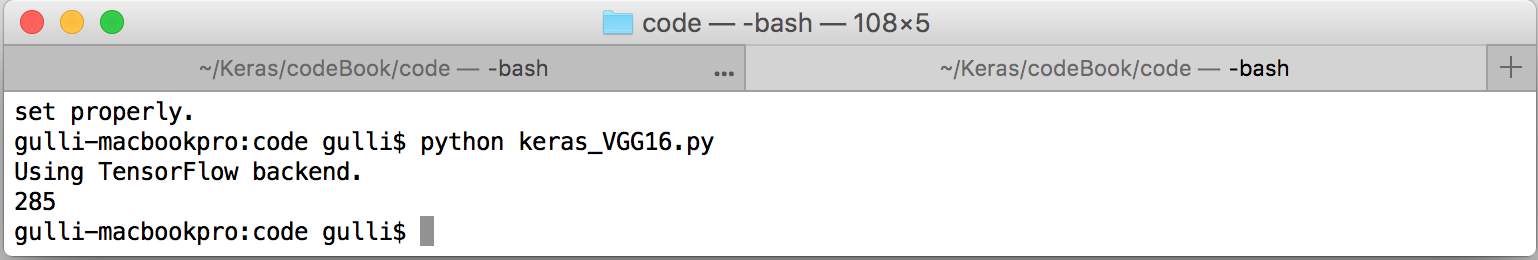 code — -bash — 108×5
~/Keras/codeBook/code — -bash ... ~/Keras/codeBook/code — -bash +
set properly.
gulli-macbookpro:code gulli$ python keras_VGG16.py
Using TensorFlow backend.
285
gulli-macbookpro:code gulli$